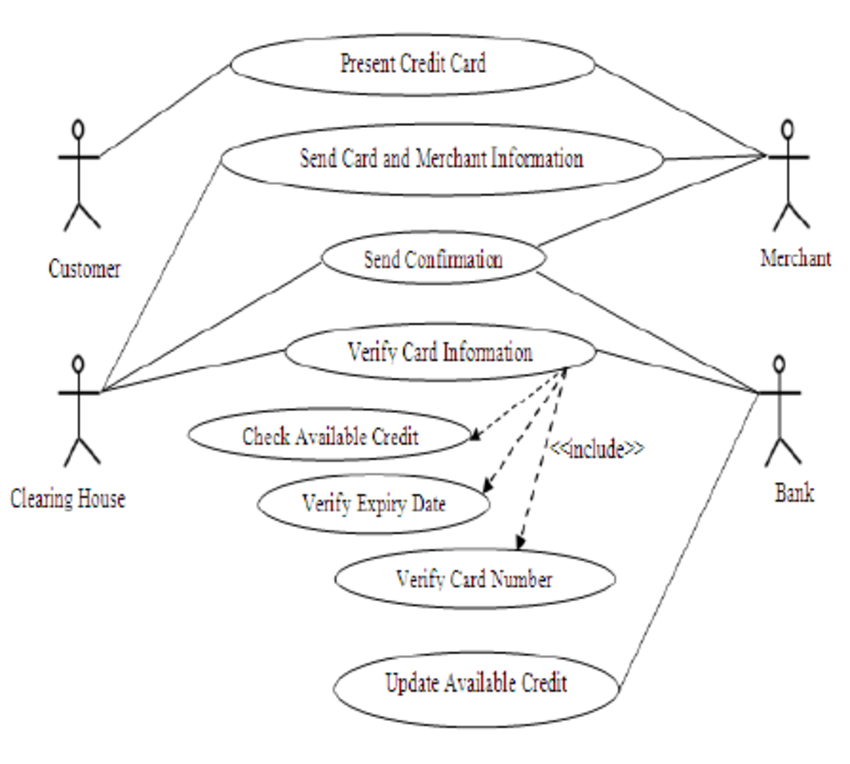 Present Credit Card
Send Card and Merchant Information
Customer
Send Confirmation
Merchant
Verify Card Information
Check Available Credit
<<include>>
Clearing House
Verify Expiry Date
Bank
Verify Card Number
Update Available Credit